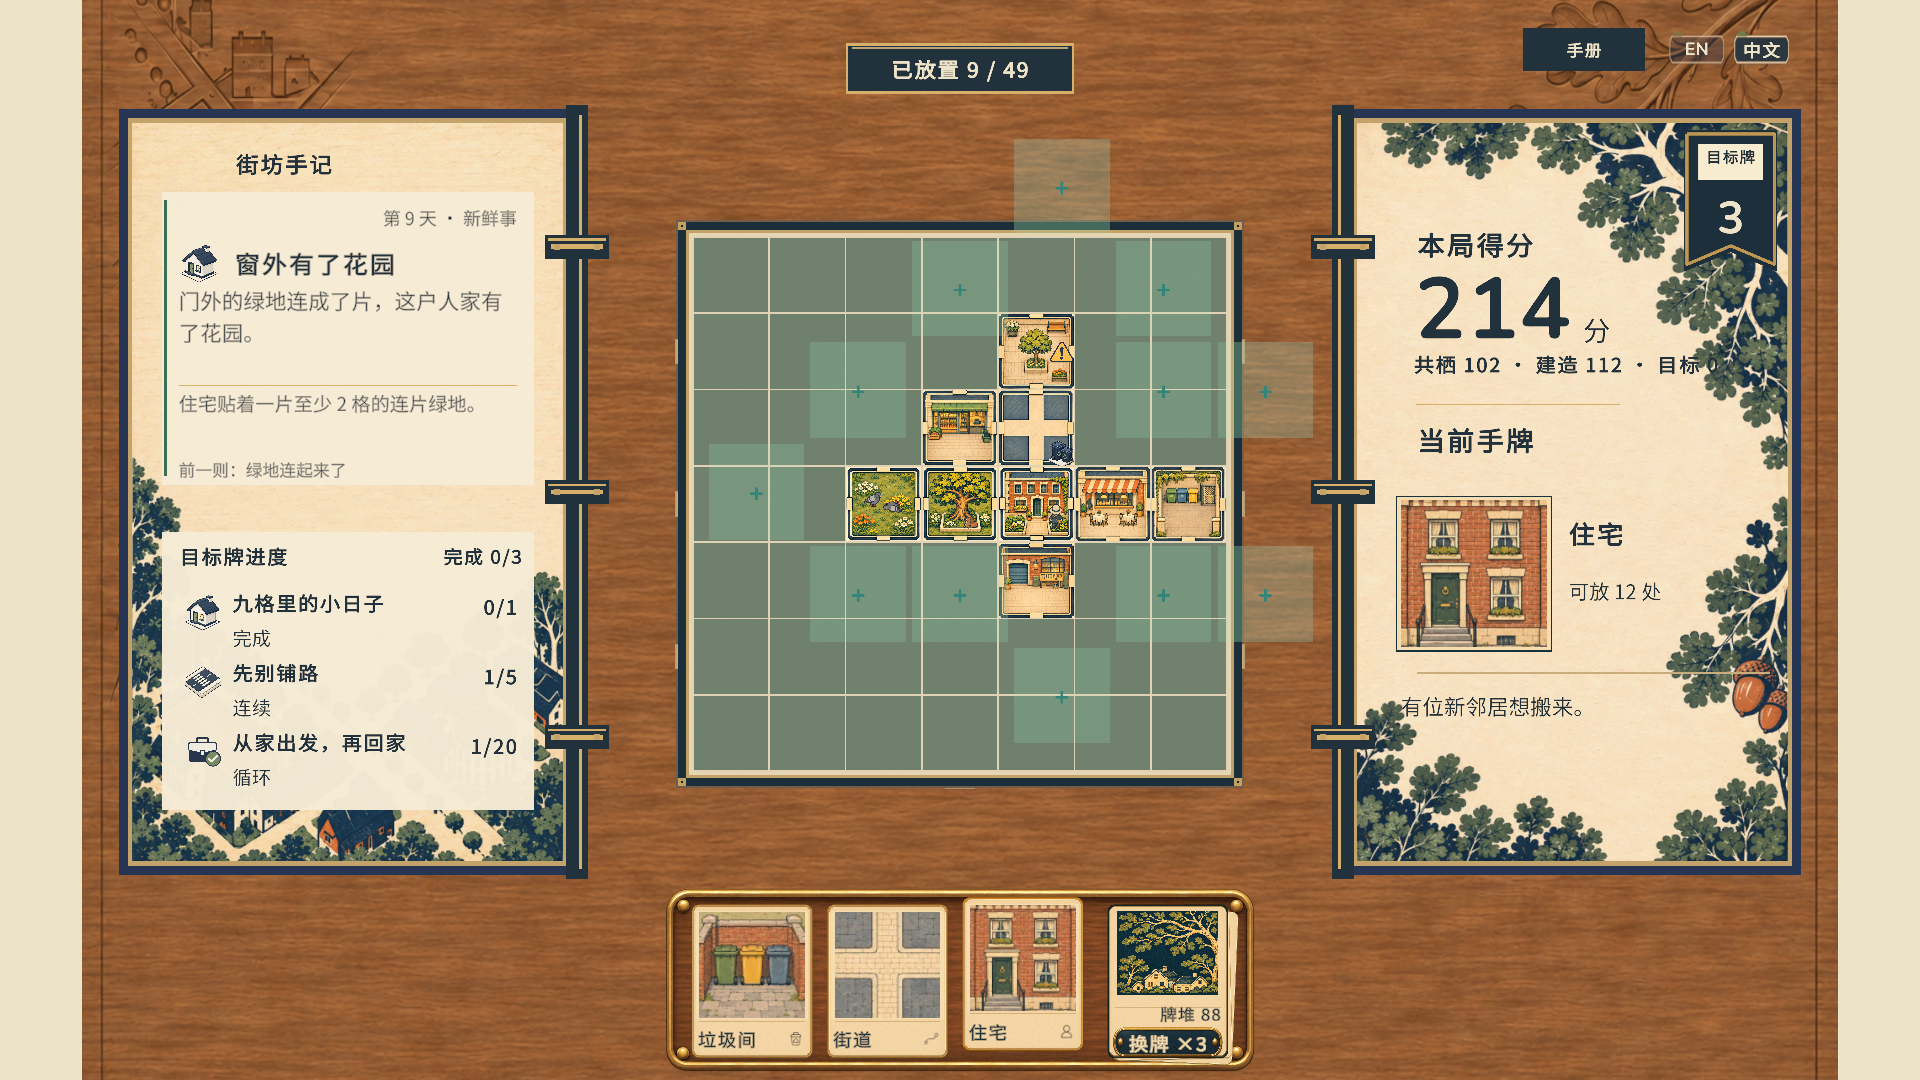 已放置 9 / 49
手册
EN
中文
街坊手记
第 9 天 · 新鲜事
窗外有了花园
门外的绿地连成了片，这户人家有
了花园。
住宅贴着一片至少 2 格的连片绿地。
前一则：绿地连起来了
目标牌进度
完成 0/3
九格里的小日子
0/1
完成
先别铺路
1/5
连续
从家出发，再回家
1/20
循环
目标牌
3
本局得分
214 分
共栖 102 · 建造 112 · 目标 0
当前手牌
住宅
可放 12 处
有位新邻居想搬来。
垃圾间
街道
住宅
牌堆 88
换牌 ×3